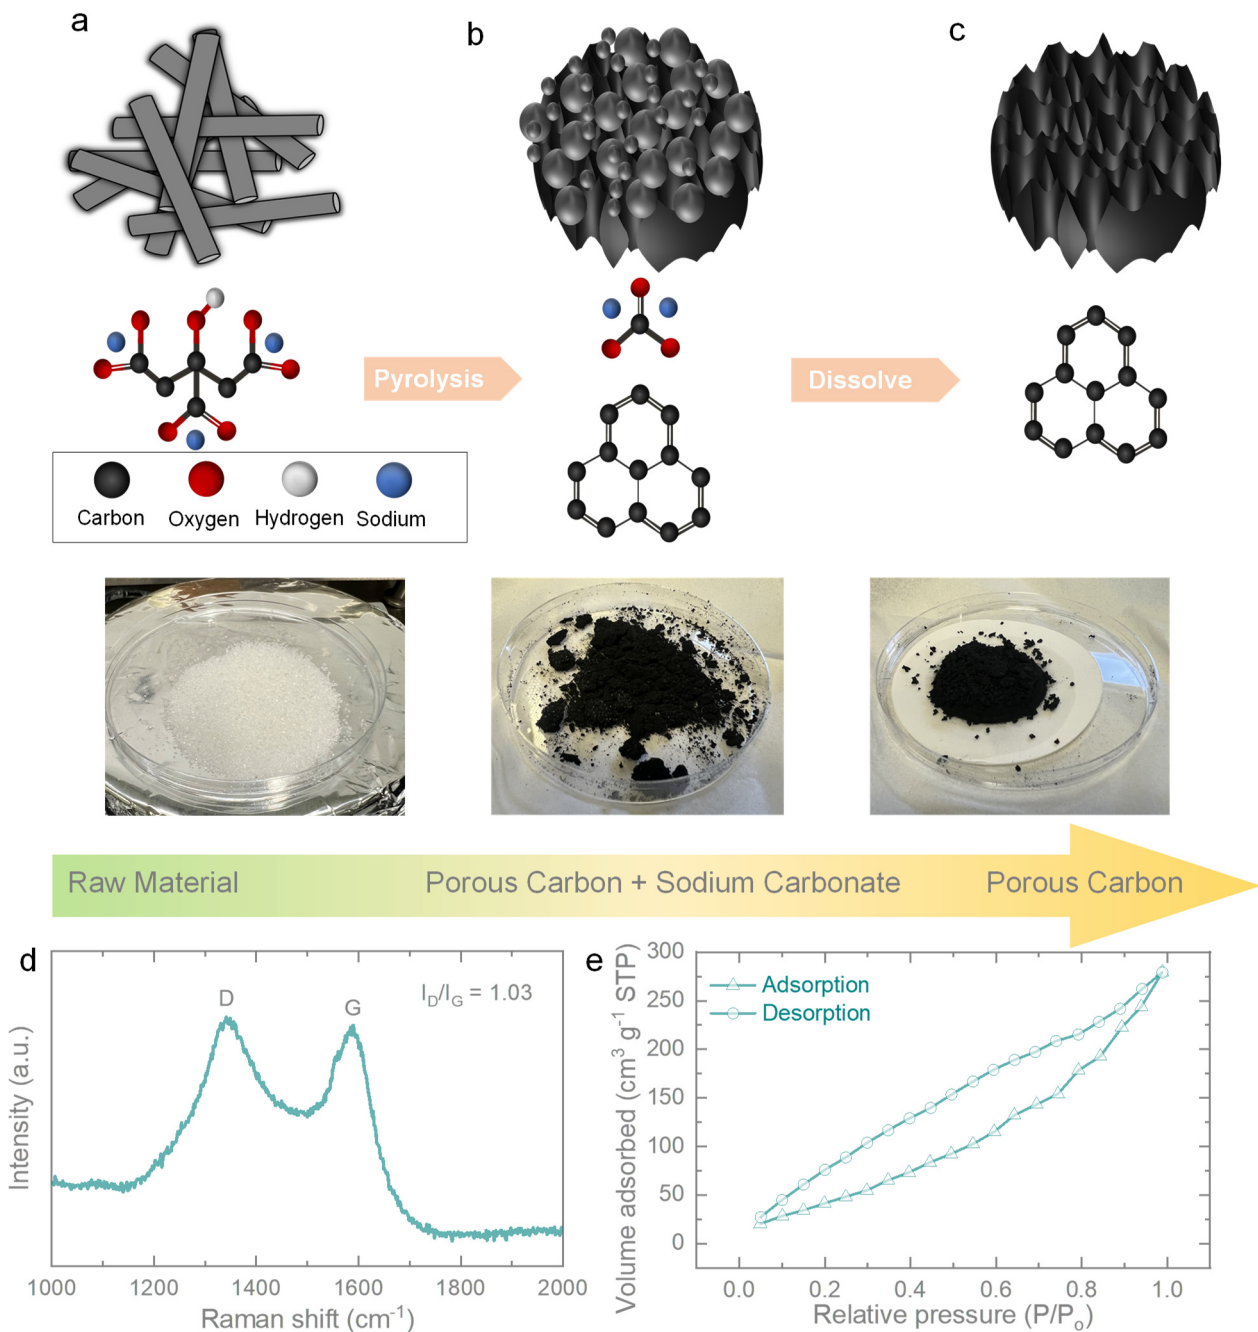 a
b
c
Pyrolysis
Dissolve
Carbon
Oxygen
Hydrogen
Sodium
Raw Material
Porous Carbon + Sodium Carbonate
Porous Carbon
d
D
G
I_D/I_G = 1.03
Intensity (a.u.)
1000
1200
1400
1600
1800
2000
Raman shift (cm⁻¹)
e
Adsorption
Desorption
Volume adsorbed (cm³ g⁻¹ STP)
300
250
200
150
100
50
0
0.0
0.2
0.4
0.6
0.8
1.0
Relative pressure (P/Pₒ)